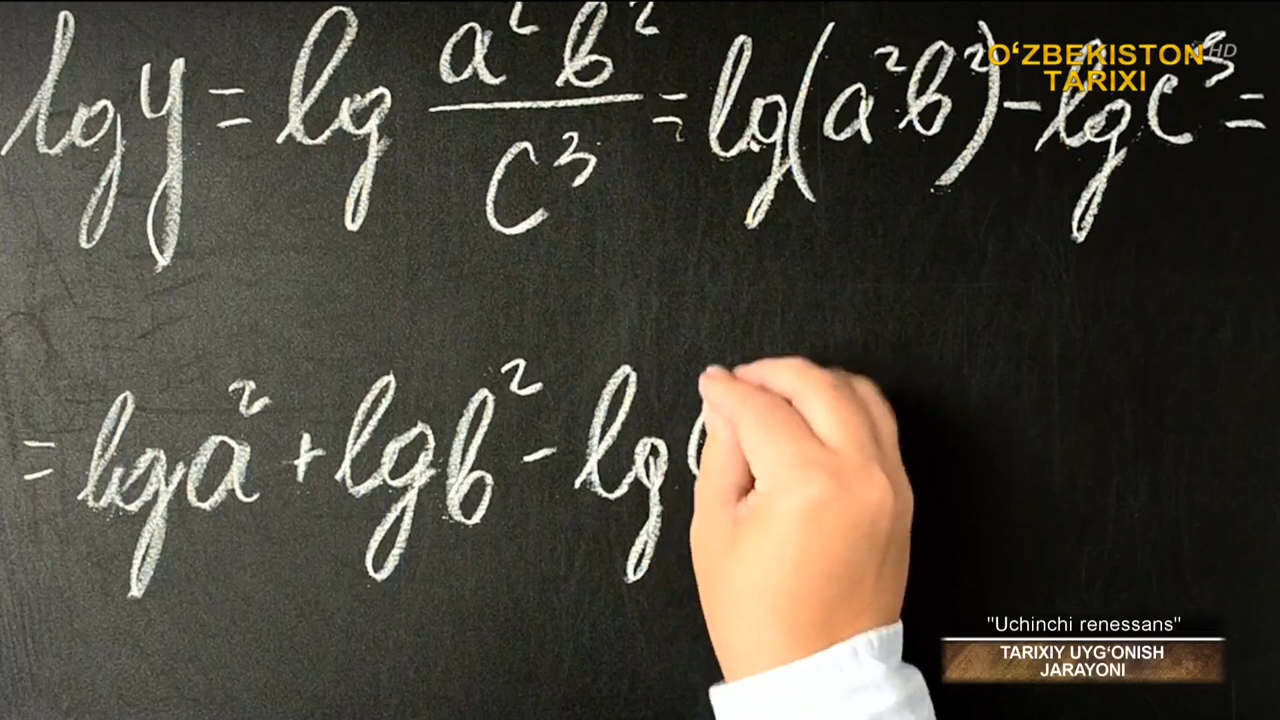 lg y = lg a²b²/c³ = lg(a²b²) - lg c³ =
= lg a² + lg b² - lg c
O‘ZBEKISTON
TARIXI
HD
"Uchinchi renessans"
TARIXIY UYG‘ONISH
JARAYONI